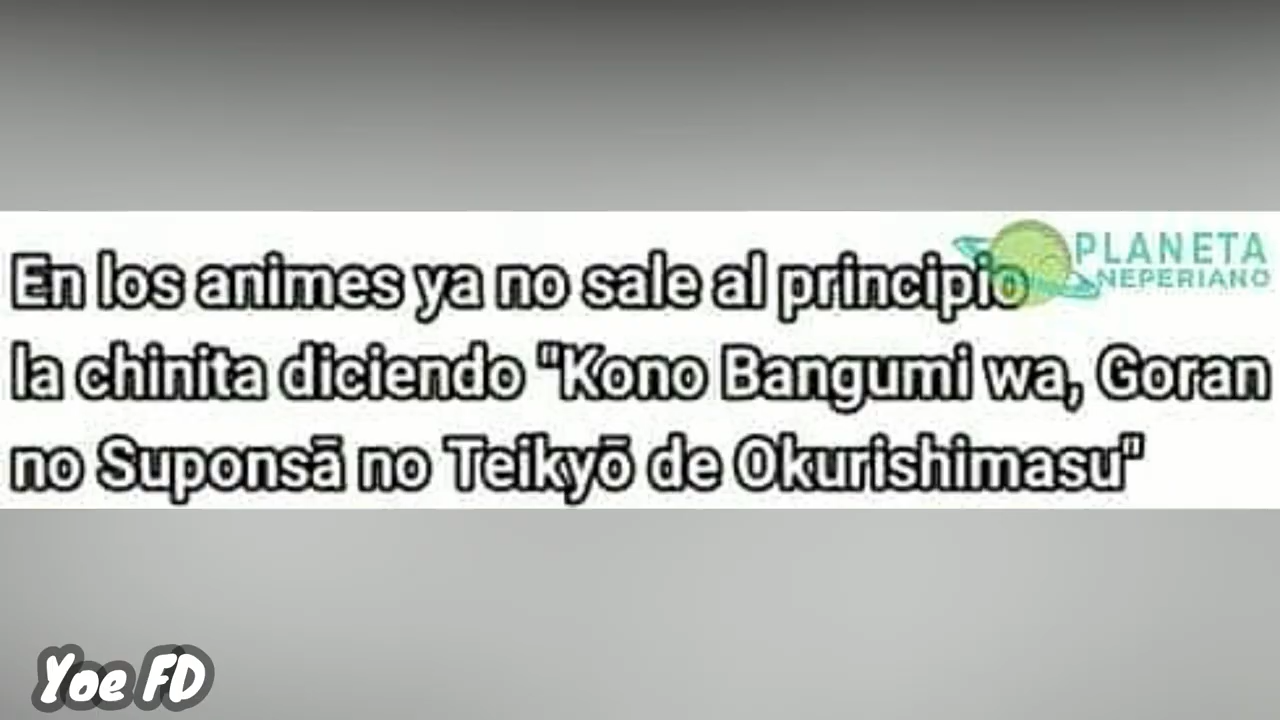 PLANETA
NEPERIANO
En los animes ya no sale al principio
la chinita diciendo "Kono Bangumi wa, Goran
no Suponsā no Teikyō de Okurishimasu"
Yoe FD